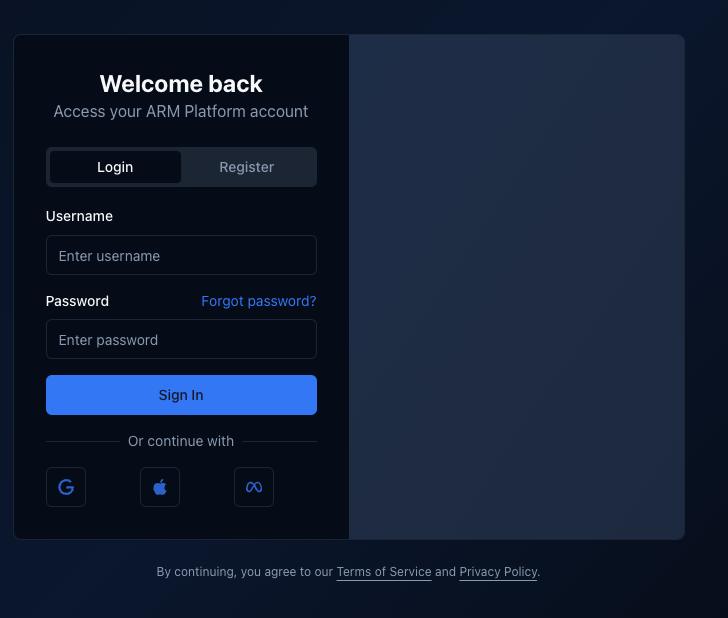 Welcome back
Access your ARM Platform account
Login
Register
Username
Enter username
Password
Forgot password?
Enter password
Sign In
Or continue with
By continuing, you agree to our Terms of Service and Privacy Policy.